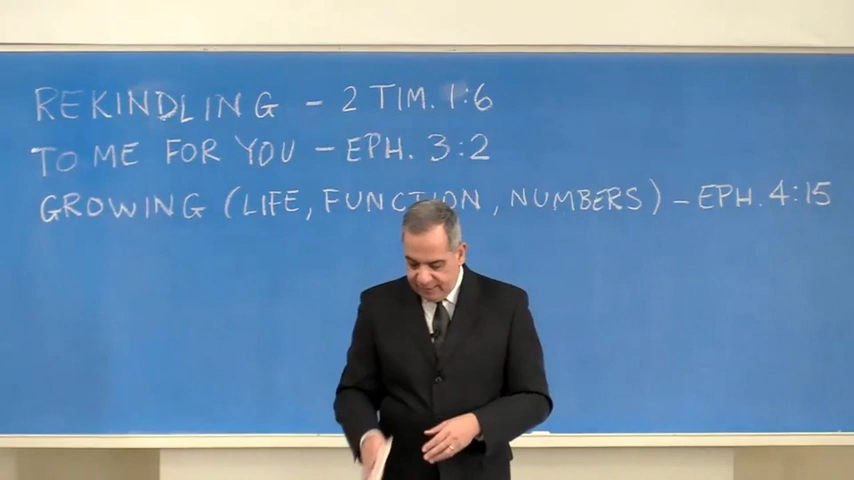 REKINDLING – 2 TIM. 1:6
TO ME FOR YOU – EPH. 3:2
GROWING (LIFE, FUNCTION, NUMBERS) – EPH. 4:15